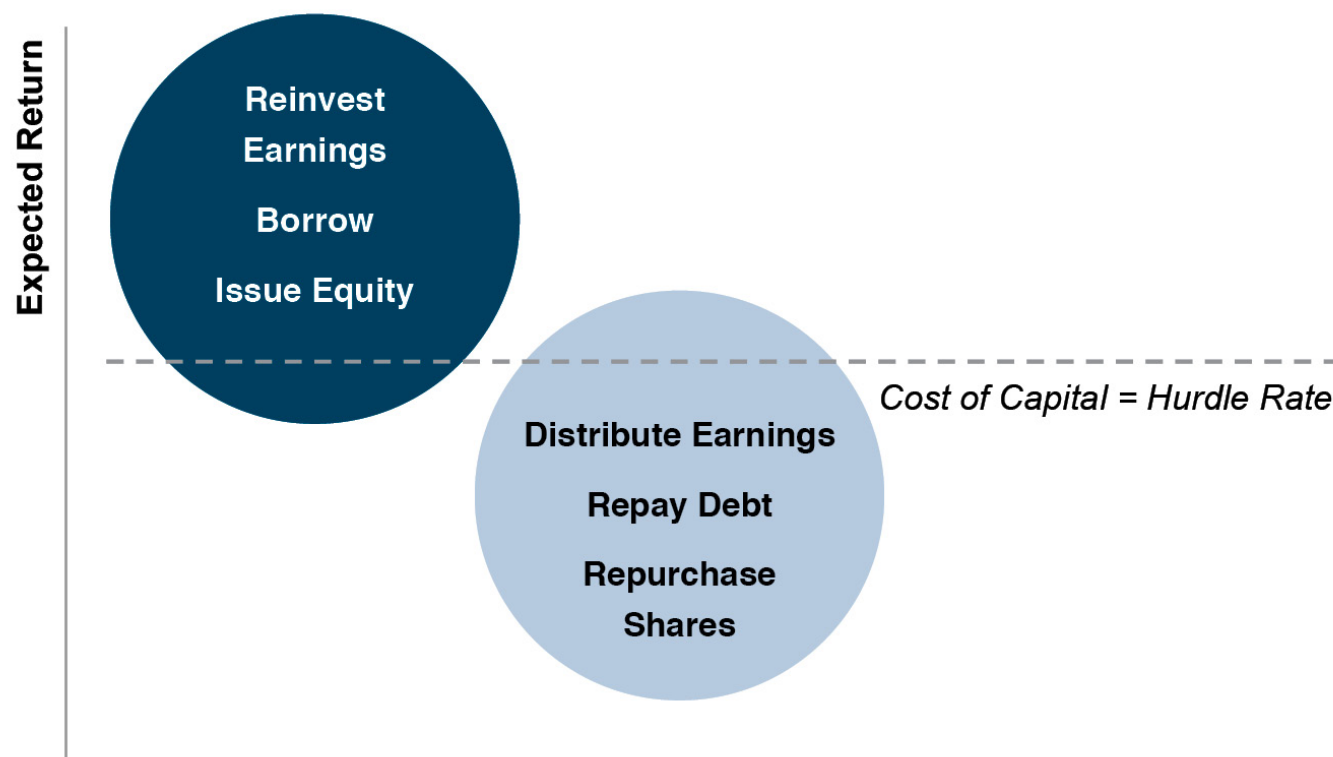 Expected Return
Reinvest
Earnings
Borrow
Issue Equity
Cost of Capital = Hurdle Rate
Distribute Earnings
Repay Debt
Repurchase
Shares